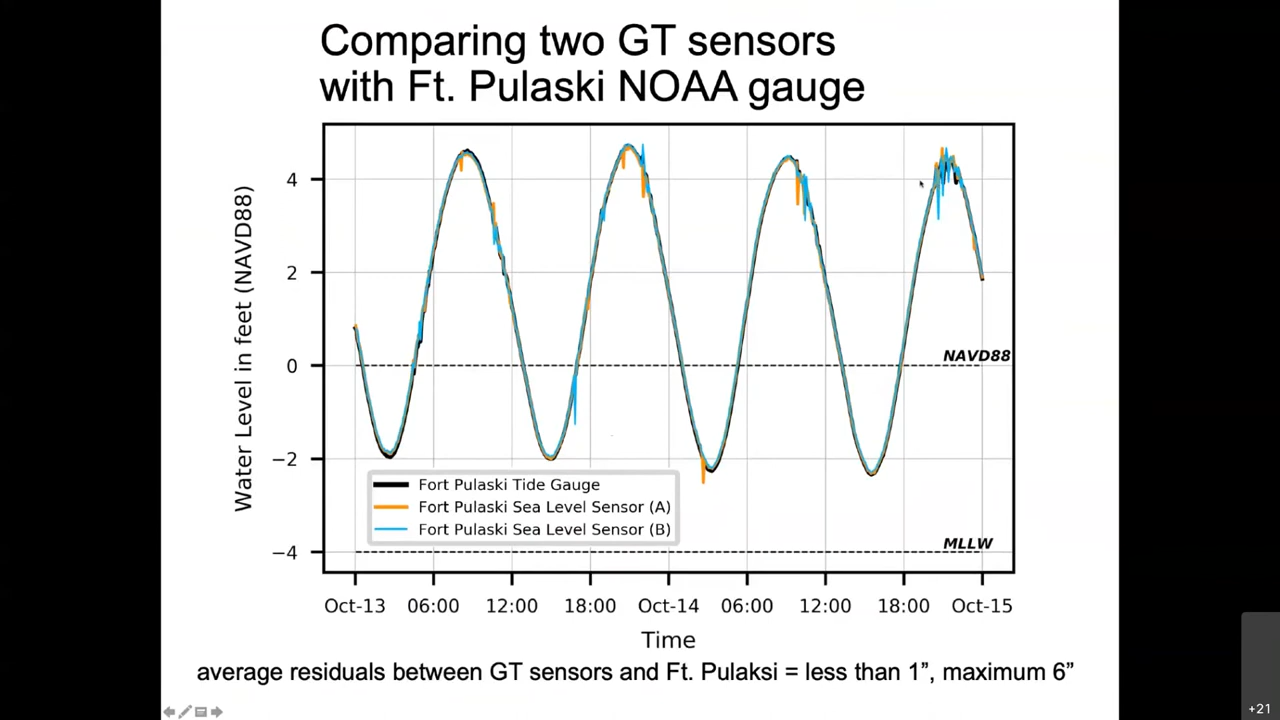 Comparing two GT sensors
with Ft. Pulaski NOAA gauge
Water Level in feet (NAVD88)
4
2
0
−2
−4
NAVD88
MLLW
Fort Pulaski Tide Gauge
Fort Pulaski Sea Level Sensor (A)
Fort Pulaski Sea Level Sensor (B)
Oct-13 06:00 12:00 18:00 Oct-14 06:00 12:00 18:00 Oct-15
Time
average residuals between GT sensors and Ft. Pulaksi = less than 1”, maximum 6”
+21